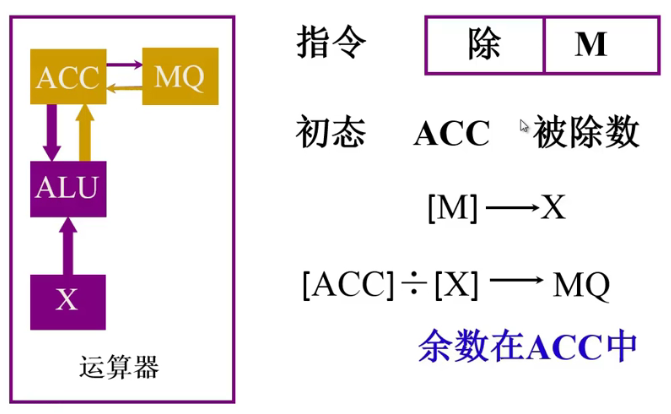 ACC MQ
ALU
X
运算器
指令 除 M
初态 ACC 被除数
[M]→X
[ACC]÷[X]→MQ
余数在ACC中